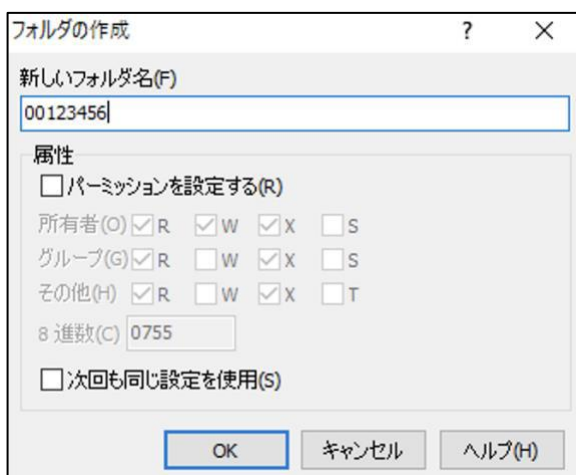 フォルダの作成 ?
新しいフォルダ名(F)
00123456
属性
パーミッションを設定する(R)
所有者(O) R W X S
グループ(G) R W X S
その他(H) R W X T
8進数(C) 0755
次回も同じ設定を使用(S)
OK キャンセル ヘルプ(H)